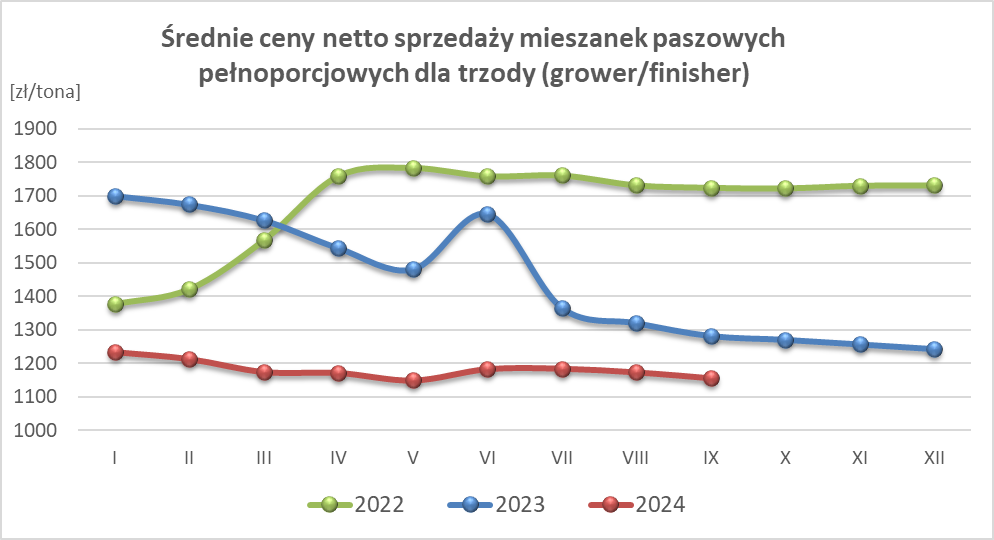 Średnie ceny netto sprzedaży mieszanek paszowych
pełnoporcjowych dla trzody (grower/finisher)
[zł/tona]
1900
1800
1700
1600
1500
1400
1300
1200
1100
1000
I II III IV V VI VII VIII IX X XI XII
2022 2023 2024